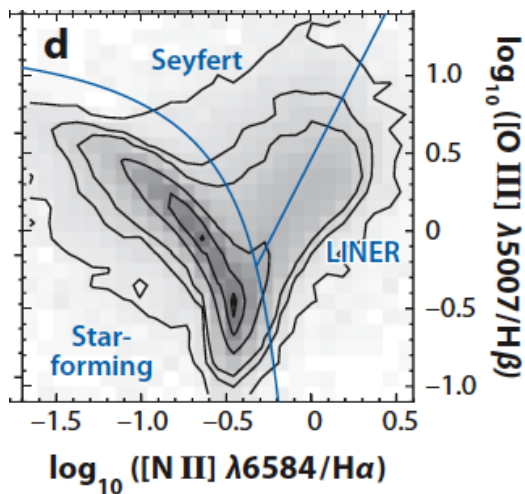 d
Seyfert
LINER
Star-
forming
1.0
0.5
0
−0.5
−1.0
log₁₀ ([O III] λ5007/Hβ)
−1.5 −1.0 −0.5 0.0 0.5
log₁₀ ([N II] λ6584/Hα)